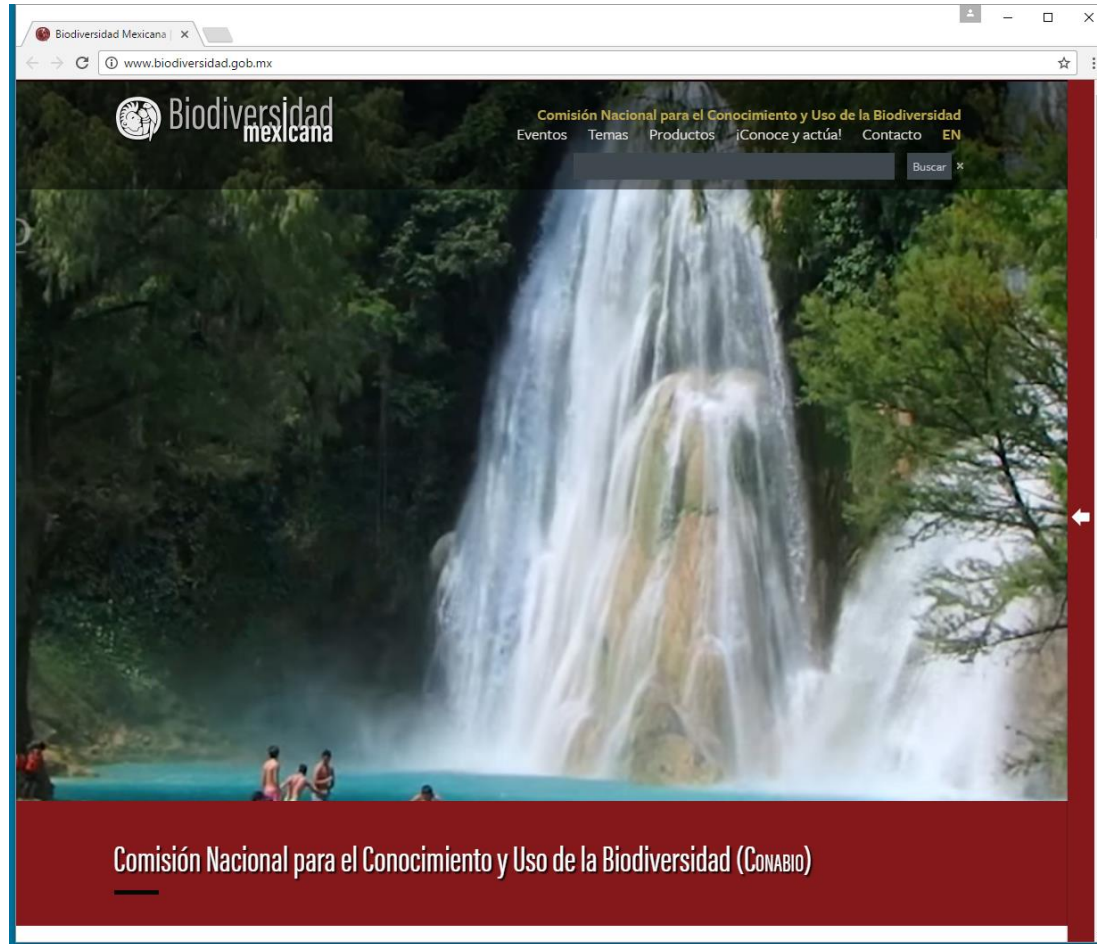 Biodiversidad Mexicana |
www.biodiversidad.gob.mx
Biodiversidad
mexicana
Comisión Nacional para el Conocimiento y Uso de la Biodiversidad
Eventos Temas Productos ¡Conoce y actúa! Contacto EN
Buscar ×
Comisión Nacional para el Conocimiento y Uso de la Biodiversidad (CONABIO)